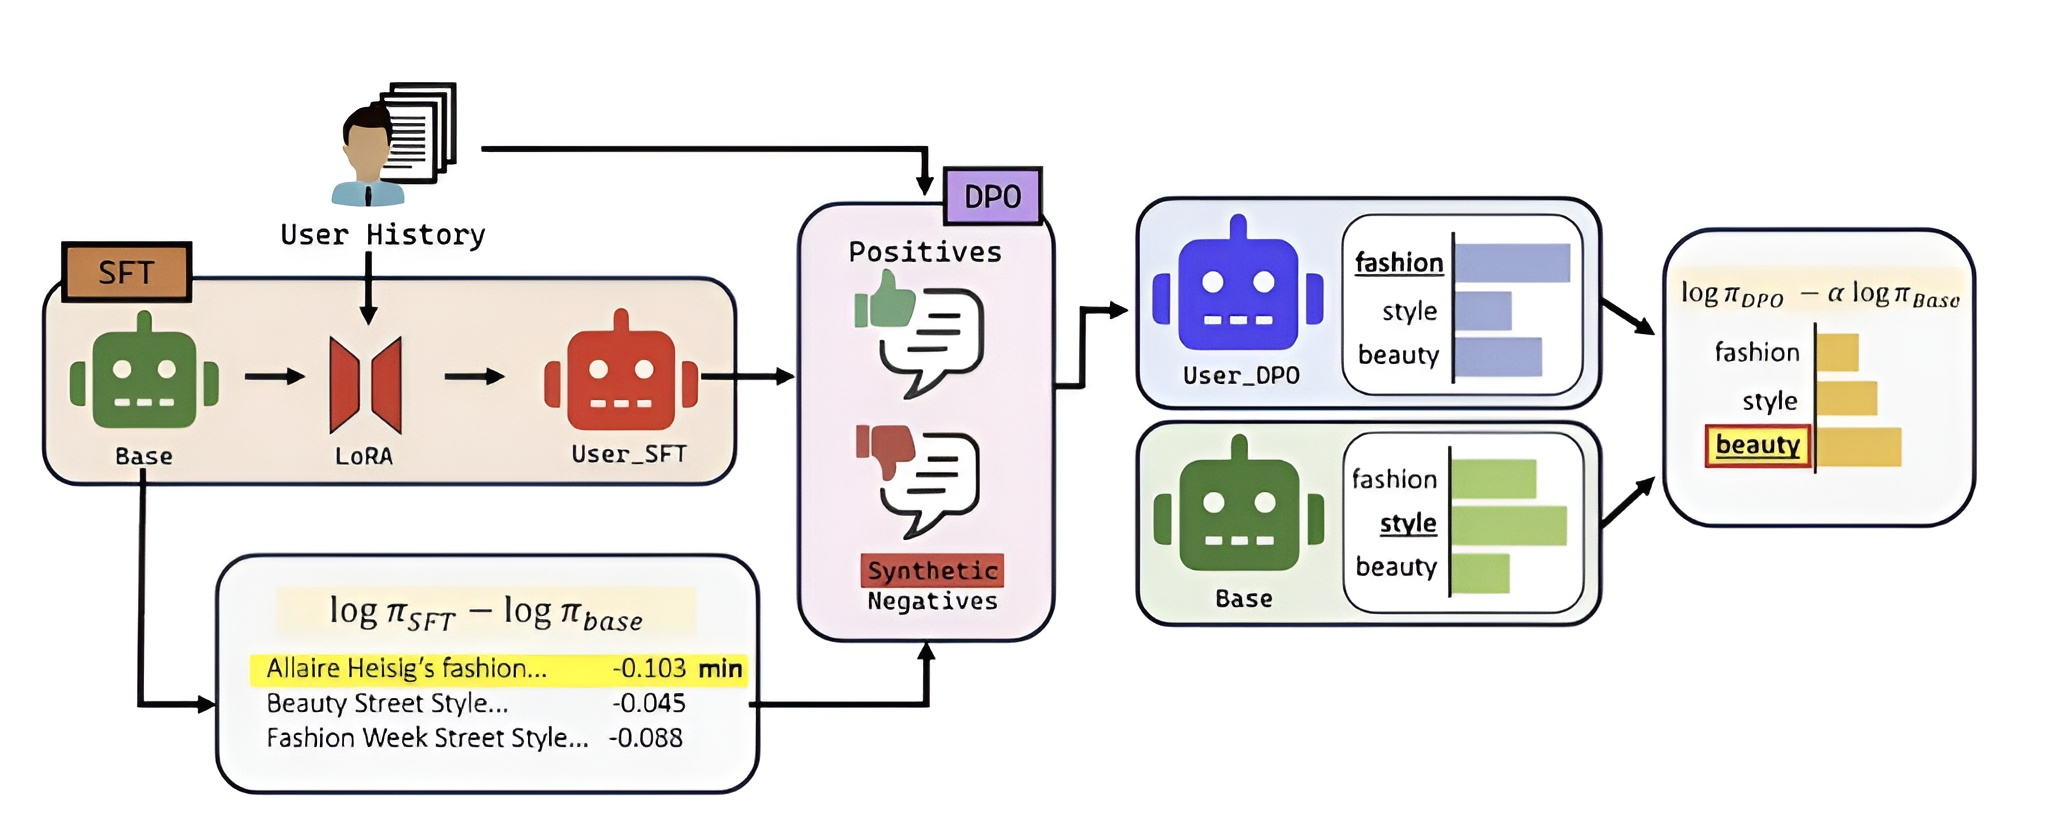 User History
SFT
Base
LoRA
User_SFT
log π_SFT − log π_base
Allaire Heisig's fashion... -0.103 min
Beauty Street Style... -0.045
Fashion Week Street Style... -0.088
DPO
Positives
Synthetic
Negatives
User_DPO
fashion
style
beauty
Base
fashion
style
beauty
log π_DPO − α log π_Base
fashion
style
beauty